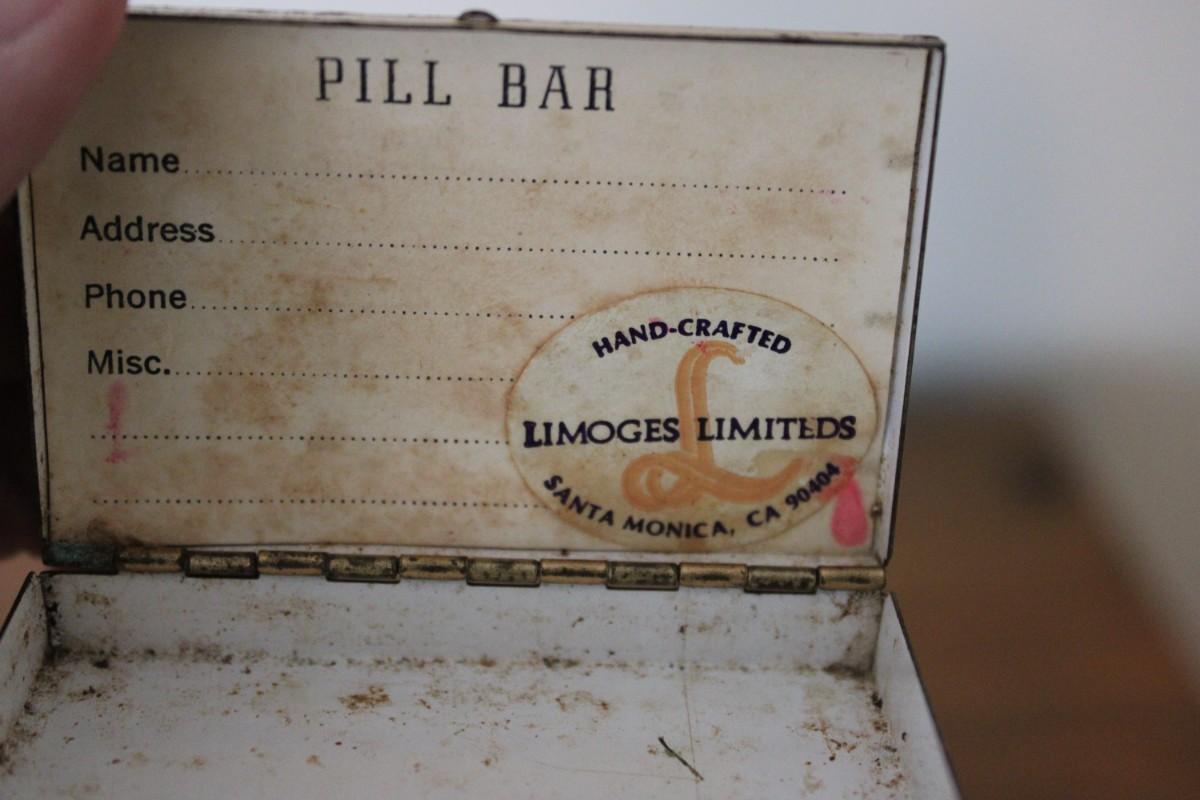 PILL BAR
Name
Address
Phone
Misc.
HAND-CRAFTED
L
LIMOGES LIMITEDS
SANTA MONICA, CA 90404